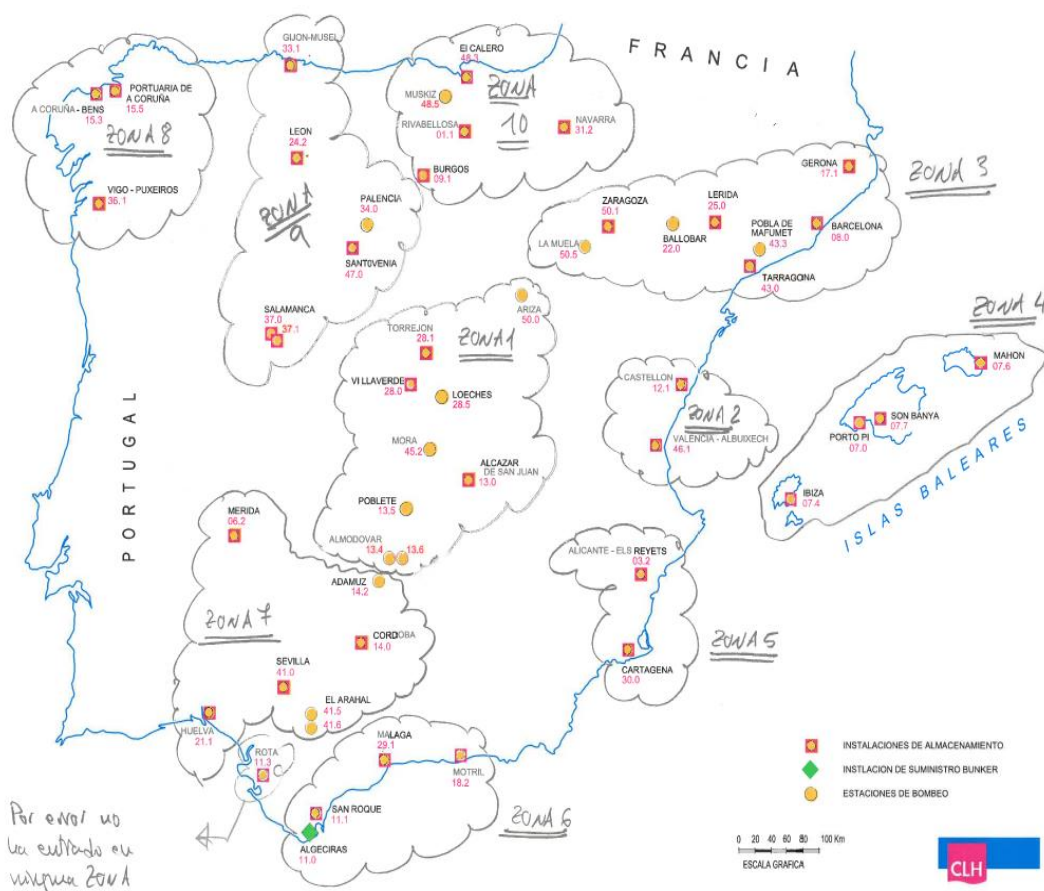 FRANCIA
GIJON-MUSEL
33.1
El CALERO
48.3
MUSKIZ
48.5
ZONA
10
RIVABELLOSA
01.1
NAVARRA
31.2
BURGOS
09.1
PORTUARIA DE
A CORUÑA
15.5
A CORUÑA - BENS
15.3
ZONA 8
VIGO - PUXEIROS
36.1
LEON
24.2
ZONA
9
PALENCIA
34.0
SANTOVENIA
47.0
SALAMANCA
37.0
37.1
GERONA
17.1
ZONA 3
ZARAGOZA
50.1
LERIDA
25.0
BALLOBAR
22.0
POBLA DE
MAFUMET
43.3
BARCELONA
08.0
LA MUELA
50.5
TARRAGONA
43.0
ARIZA
50.0
TORREJON
28.1
ZONA 1
VILLAVERDE
28.0
LOECHES
28.5
MORA
45.2
ALCAZAR
DE SAN JUAN
13.0
POBLETE
13.5
ALMODOVAR
13.4
13.6
CASTELLON
12.1
ZONA 2
VALENCIA - ALBUIXECH
46.1
ZONA 4
MAHON
07.6
SON BANYA
07.7
PORTO PI
07.0
IBIZA
07.4
ISLAS BALEARES
PORTUGAL
MERIDA
06.2
ADAMUZ
14.2
ZONA 7
CORDOBA
14.0
SEVILLA
41.0
EL ARAHAL
41.5
41.6
HUELVA
21.1
ALICANTE - ELS REYETS
03.2
ZONA 5
CARTAGENA
30.0
ROTA
11.3
MALAGA
29.1
MOTRIL
18.2
SAN ROQUE
11.1
ZONA 6
ALGECIRAS
11.0
Por error no
ha entrado en
ninguna ZONA
INSTALACIONES DE ALMACENAMIENTO
INSTLACION DE SUMINISTRO BUNKER
ESTACIONES DE BOMBEO
0 20 40 60 80 100 Km
ESCALA GRAFICA
CLH